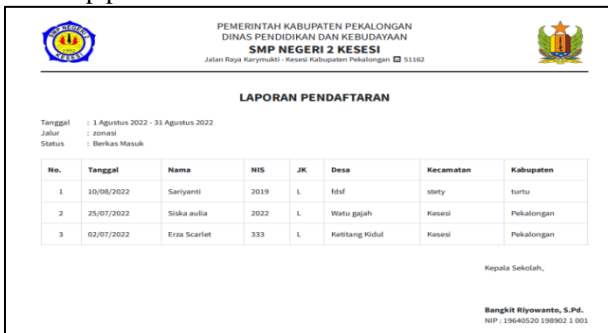 PEMERINTAH KABUPATEN PEKALONGAN
DINAS PENDIDIKAN DAN KEBUDAYAAN
SMP NEGERI 2 KESESI
Jalan Raya Karymukti - Kesesi Kabupaten Pekalongan 51162
LAPORAN PENDAFTARAN
Tanggal : 1 Agustus 2022 - 31 Agustus 2022
Jalur : zonasi
Status : Berkas Masuk
No. Tanggal Nama NIS JK Desa Kecamatan Kabupaten
1 10/08/2022 Sariyanti 2019 L fdsf stety turtu
2 25/07/2022 Siska aulia 2022 L Watu gajah Kesesi Pekalongan
3 02/07/2022 Erza Scarlet 333 L Ketitang Kidul Kesesi Pekalongan
Kepala Sekolah,
Bangkit Riyowanto, S.Pd.
NIP : 19640520 198902 1 001